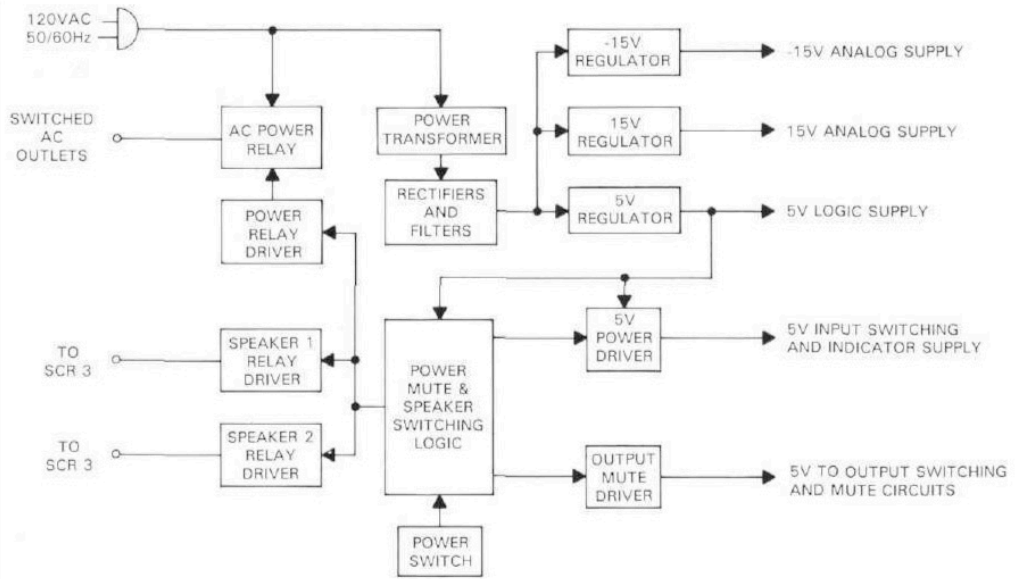 120VAC
50/60Hz
-15V
REGULATOR
-15V ANALOG SUPPLY
SWITCHED
AC
OUTLETS
AC POWER
RELAY
POWER
TRANSFORMER
15V
REGULATOR
15V ANALOG SUPPLY
POWER
RELAY
DRIVER
RECTIFIERS
AND
FILTERS
5V
REGULATOR
5V LOGIC SUPPLY
TO
SCR 3
SPEAKER 1
RELAY
DRIVER
POWER
MUTE &
SPEAKER
SWITCHING
LOGIC
5V
POWER
DRIVER
5V INPUT SWITCHING
AND INDICATOR SUPPLY
TO
SCR 3
SPEAKER 2
RELAY
DRIVER
OUTPUT
MUTE
DRIVER
5V TO OUTPUT SWITCHING
AND MUTE CIRCUITS
POWER
SWITCH